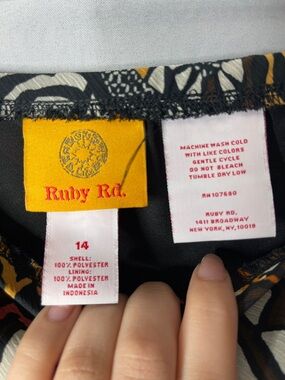 Ruby Rd.
14
SHELL:
100% POLYESTER
LINING:
100% POLYESTER
MADE IN
INDONESIA
MACHINE WASH COLD
WITH LIKE COLORS
GENTLE CYCLE
DO NOT BLEACH
TUMBLE DRY LOW
RN107680
RUBY RD.
1411 BROADWAY
NEW YORK, NY, 10018